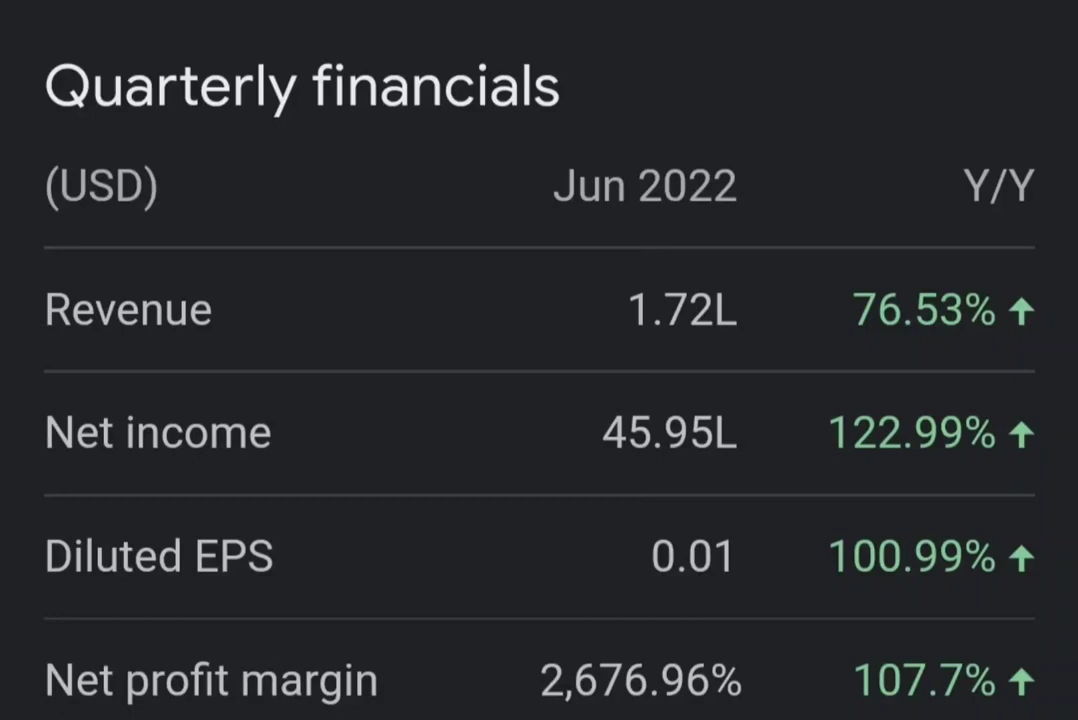 Quarterly financials
(USD) Jun 2022 Y/Y
Revenue 1.72L 76.53% ↑
Net income 45.95L 122.99% ↑
Diluted EPS 0.01 100.99% ↑
Net profit margin 2,676.96% 107.7% ↑